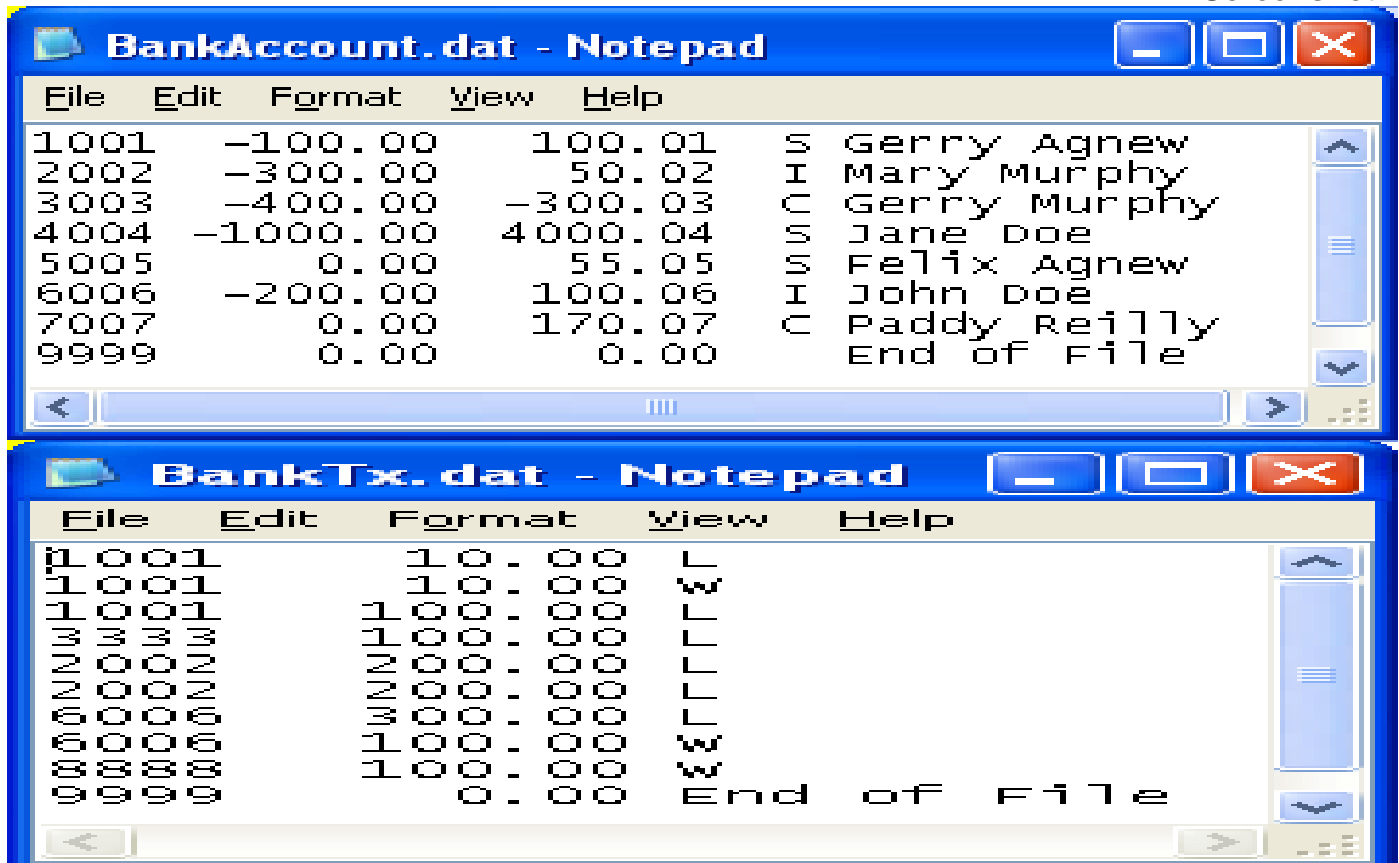 BankAccount.dat - Notepad
File Edit Format View Help
1001 -100.00 100.01 S Gerry Agnew
2002 -300.00 50.02 I Mary Murphy
3003 -400.00 -300.03 C Gerry Murphy
4004 -1000.00 4000.04 S Jane Doe
5005 0.00 55.05 S Felix Agnew
6006 -200.00 100.06 I John Doe
7007 0.00 170.07 C Paddy Reilly
9999 0.00 0.00 End of File
BankTx.dat - Notepad
File Edit Format View Help
1001 10.00 L
1001 10.00 W
1001 100.00 L
3333 100.00 L
2002 200.00 L
2002 200.00 L
6006 300.00 L
6006 100.00 W
8888 100.00 W
9999 0.00 End of File